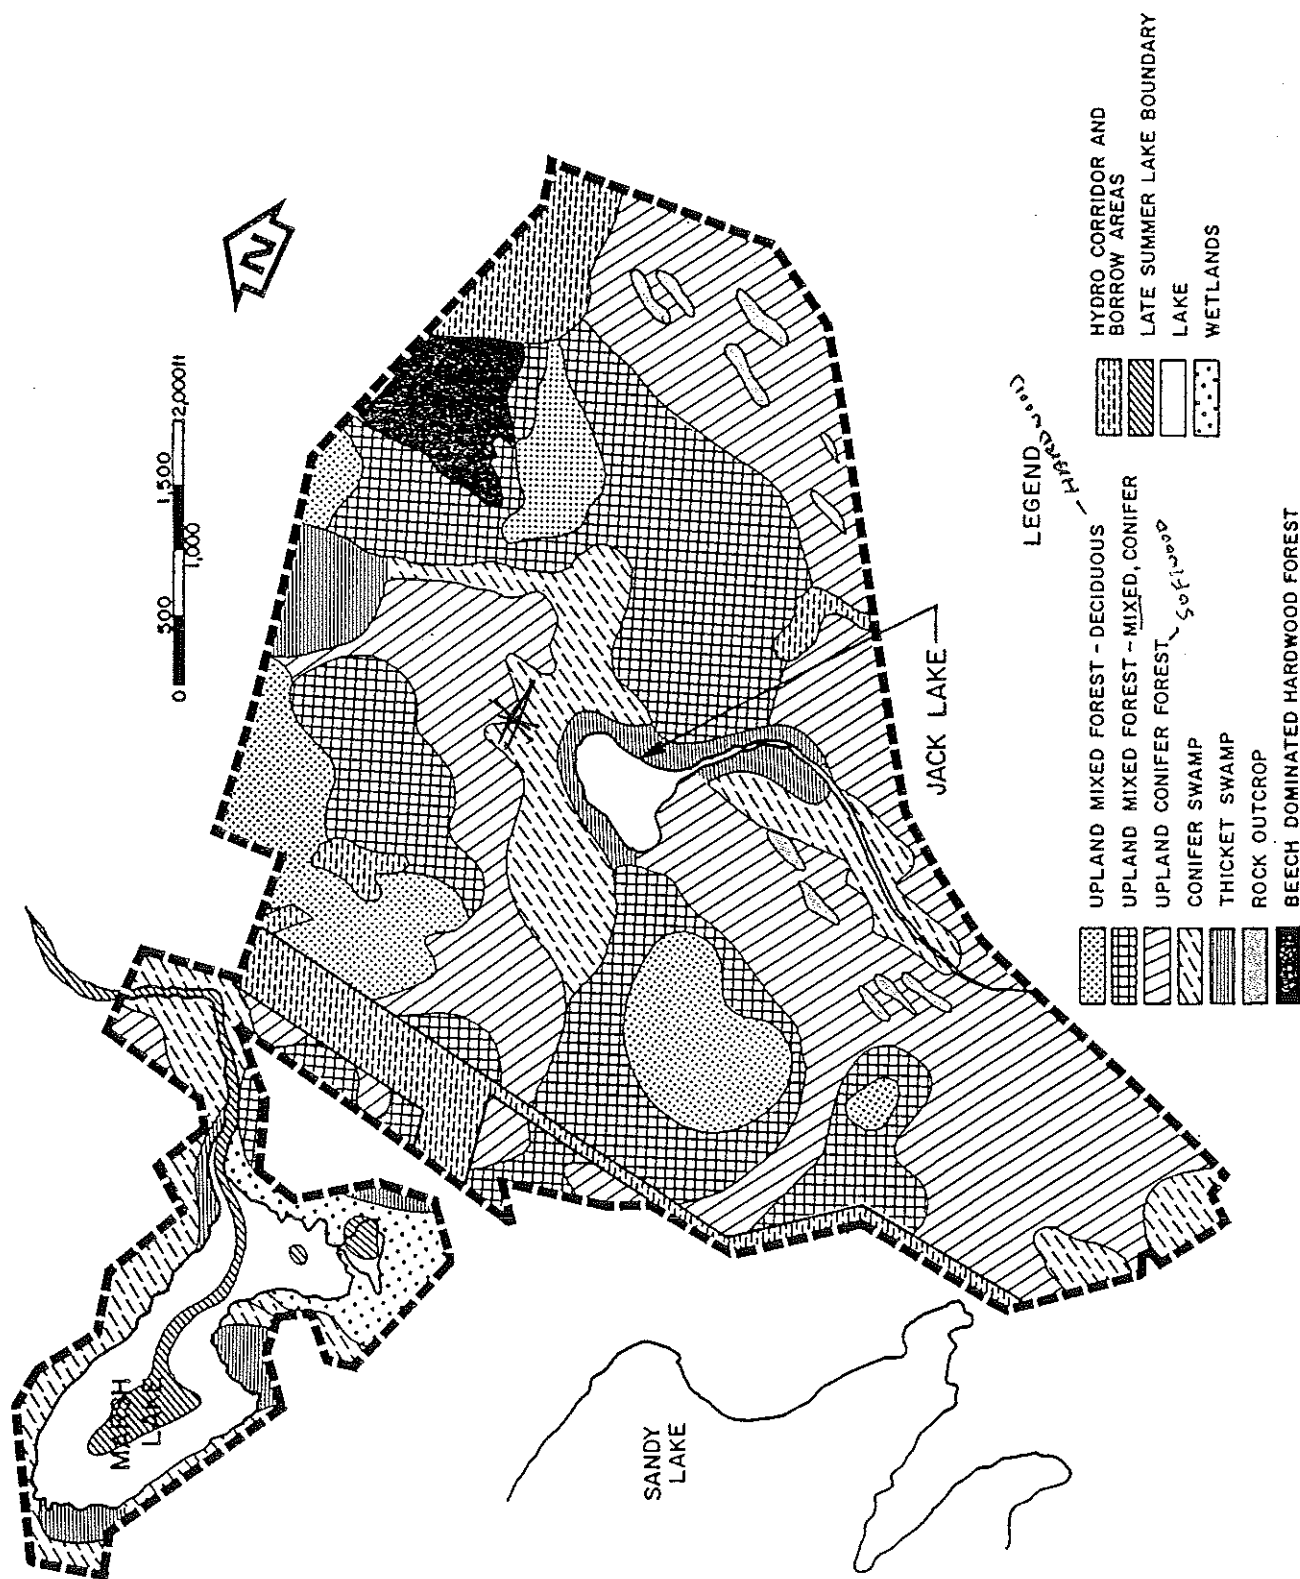 N
0 500 1,000 1,500 2,000ft
MARSH
LAKE
SANDY
LAKE
JACK LAKE
LEGEND
UPLAND MIXED FOREST - DECIDUOUS - HARDWOOD
UPLAND MIXED FOREST - MIXED, CONIFER
UPLAND CONIFER FOREST - SOFTWOOD
CONIFER SWAMP
THICKET SWAMP
ROCK OUTCROP
BEECH DOMINATED HARDWOOD FOREST
HYDRO CORRIDOR AND
BORROW AREAS
LATE SUMMER LAKE BOUNDARY
LAKE
WETLANDS